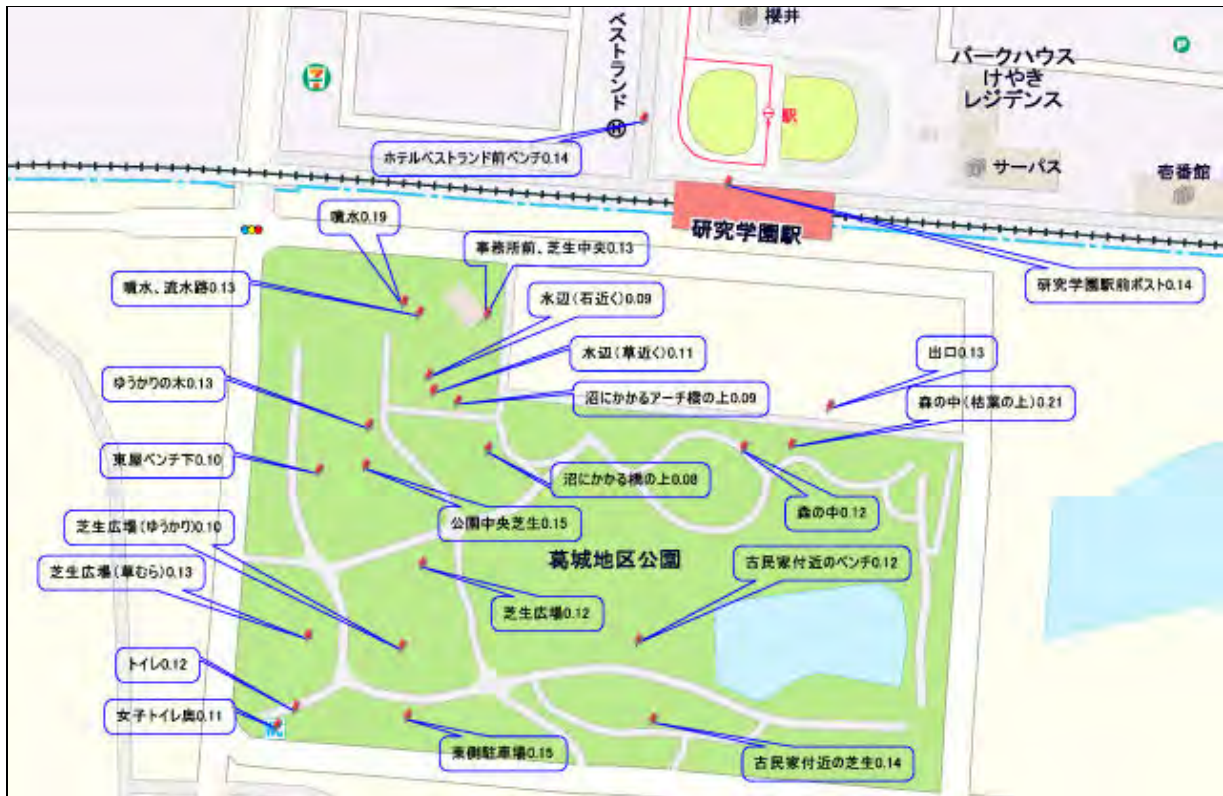 櫻井
ベストランド
パークハウス
けやき
レジデンス
駅
ホテルベストランド前ベンチ0.14
サーパス
壱番館
噴水0.19
研究学園駅
事務所前、芝生中央0.13
噴水、流水路0.13
水辺(石近く)0.09
研究学園駅前ポスト0.14
水辺(草近く)0.11
出口0.13
ゆうかりの木0.13
沼にかかるアーチ橋の上0.09
森の中(枯葉の上)0.21
東屋ベンチ下0.10
沼にかかる橋の上0.08
公園中央芝生0.15
森の中0.12
芝生広場(ゆうかり)0.10
葛城地区公園
古民家付近のベンチ0.12
芝生広場(草むら)0.13
芝生広場0.12
トイレ0.12
女子トイレ奥0.11
東側駐車場0.15
古民家付近の芝生0.14